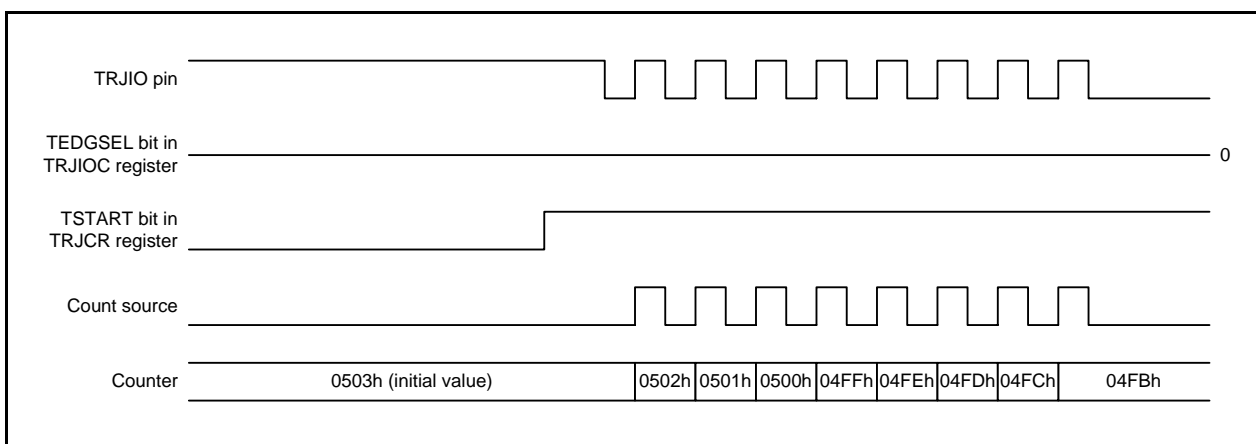 TRJIO pin
TEDGSEL bit in
TRJIOC register
0
TSTART bit in
TRJCR register
Count source
Counter
0503h (initial value) 0502h 0501h 0500h 04FFh 04FEh 04FDh 04FCh 04FBh